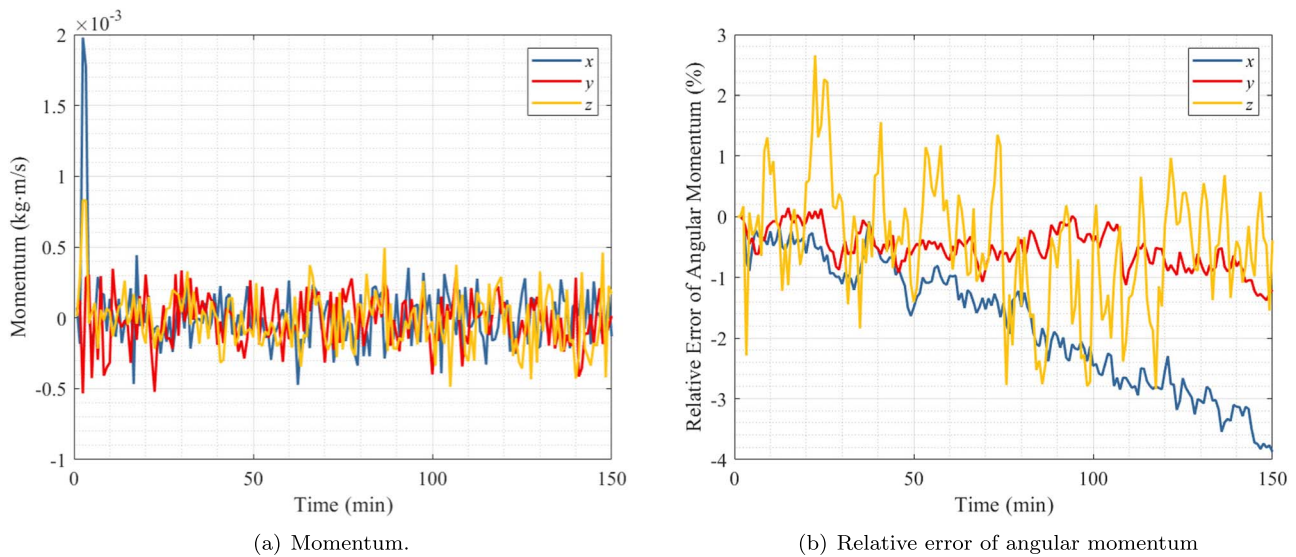 ×10⁻³
2
1.5
1
0.5
0
-0.5
-1
Momentum (kg·m/s)
x
y
z
0 50 100 150
Time (min)
(a) Momentum.
3
2
1
0
-1
-2
-3
-4
Relative Error of Angular Momentum (%)
x
y
z
0 50 100 150
Time (min)
(b) Relative error of angular momentum